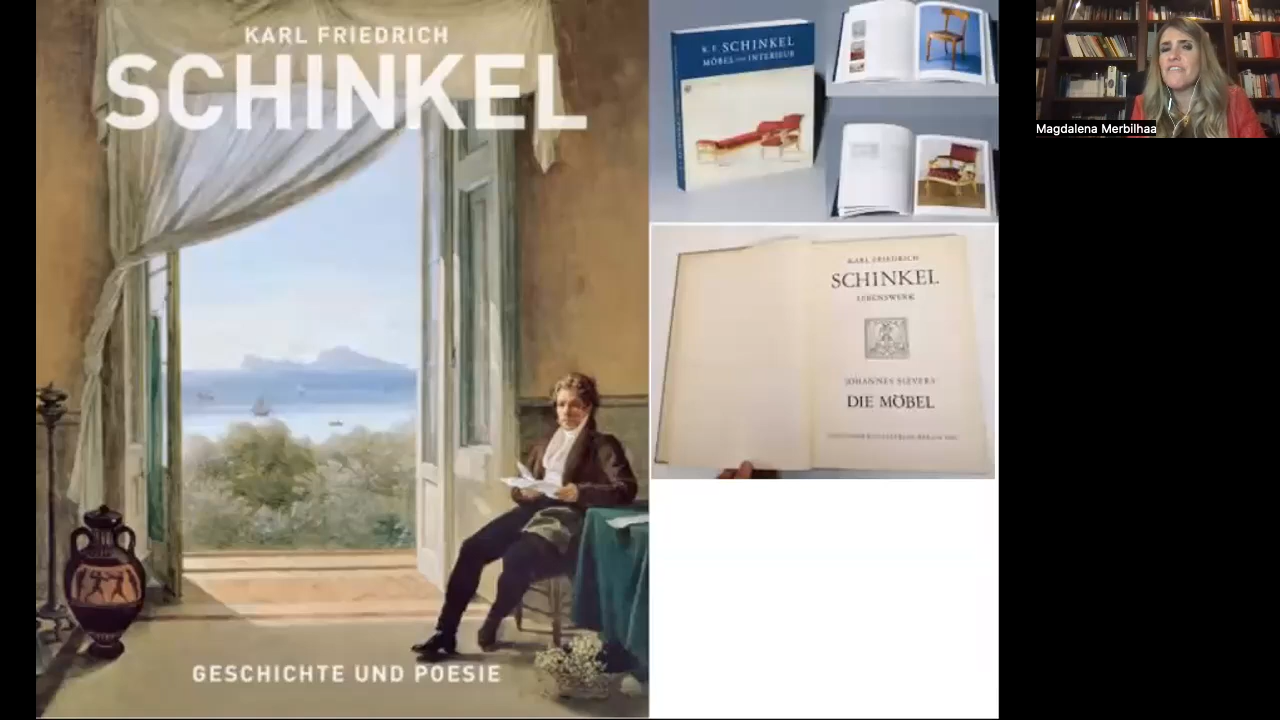 KARL FRIEDRICH
SCHINKEL
GESCHICHTE UND POESIE
K. F. SCHINKEL
MÖBEL UND INTERIEUR
KARL FRIEDRICH
SCHINKEL
LEBENSWERK
JOHANNES SIEVERS
DIE MÖBEL
Magdalena Merbilhaa